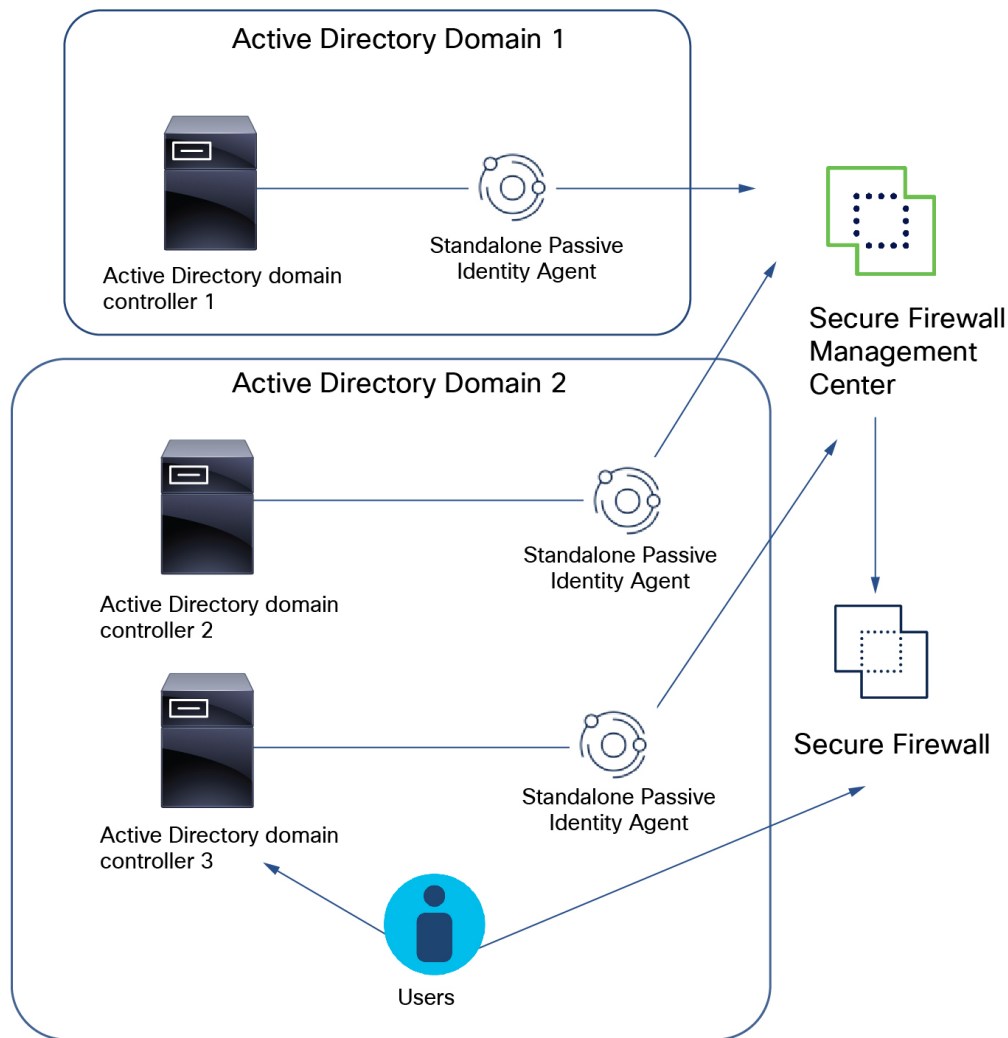 Active Directory Domain 1
Active Directory domain
controller 1
Standalone Passive
Identity Agent
Secure Firewall
Management
Center
Active Directory Domain 2
Active Directory domain
controller 2
Standalone Passive
Identity Agent
Active Directory domain
controller 3
Standalone Passive
Identity Agent
Secure Firewall
Users